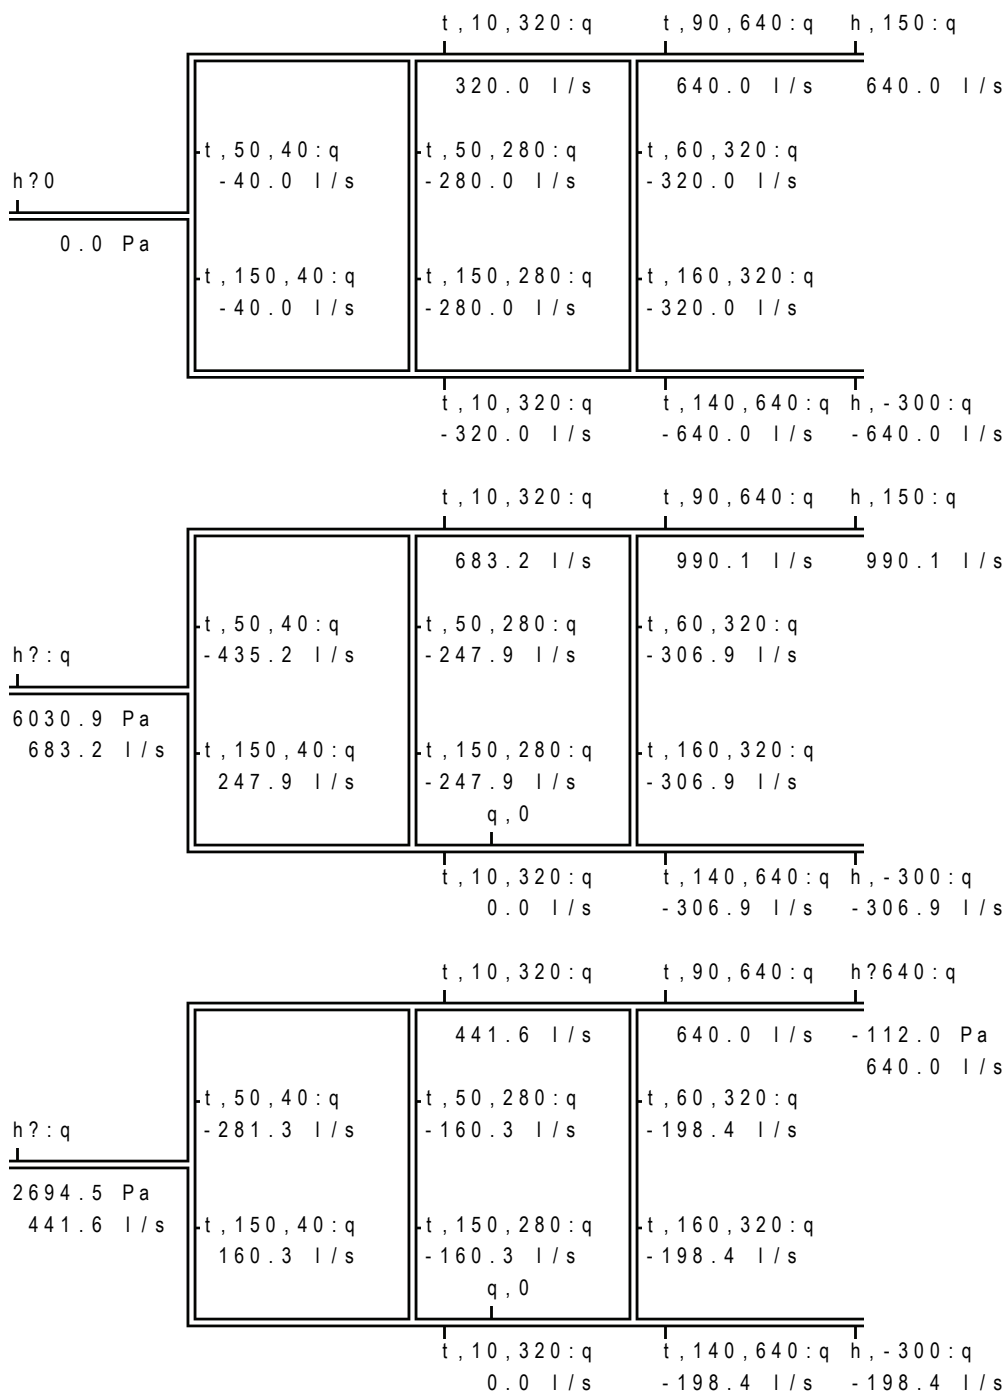 t,10,320:q t,90,640:q h,150:q
320.0 l/s 640.0 l/s 640.0 l/s
t,50,40:q t,50,280:q t,60,320:q
h?0 -40.0 l/s -280.0 l/s -320.0 l/s
0.0 Pa
t,150,40:q t,150,280:q t,160,320:q
-40.0 l/s -280.0 l/s -320.0 l/s
t,10,320:q t,140,640:q h,-300:q
-320.0 l/s -640.0 l/s -640.0 l/s
t,10,320:q t,90,640:q h,150:q
683.2 l/s 990.1 l/s 990.1 l/s
t,50,40:q t,50,280:q t,60,320:q
h?:q -435.2 l/s -247.9 l/s -306.9 l/s
6030.9 Pa
683.2 l/s t,150,40:q t,150,280:q t,160,320:q
247.9 l/s -247.9 l/s -306.9 l/s
q,0
t,10,320:q t,140,640:q h,-300:q
0.0 l/s -306.9 l/s -306.9 l/s
t,10,320:q t,90,640:q h?640:q
441.6 l/s 640.0 l/s -112.0 Pa
640.0 l/s
t,50,40:q t,50,280:q t,60,320:q
h?:q -281.3 l/s -160.3 l/s -198.4 l/s
2694.5 Pa
441.6 l/s t,150,40:q t,150,280:q t,160,320:q
160.3 l/s -160.3 l/s -198.4 l/s
q,0
t,10,320:q t,140,640:q h,-300:q
0.0 l/s -198.4 l/s -198.4 l/s